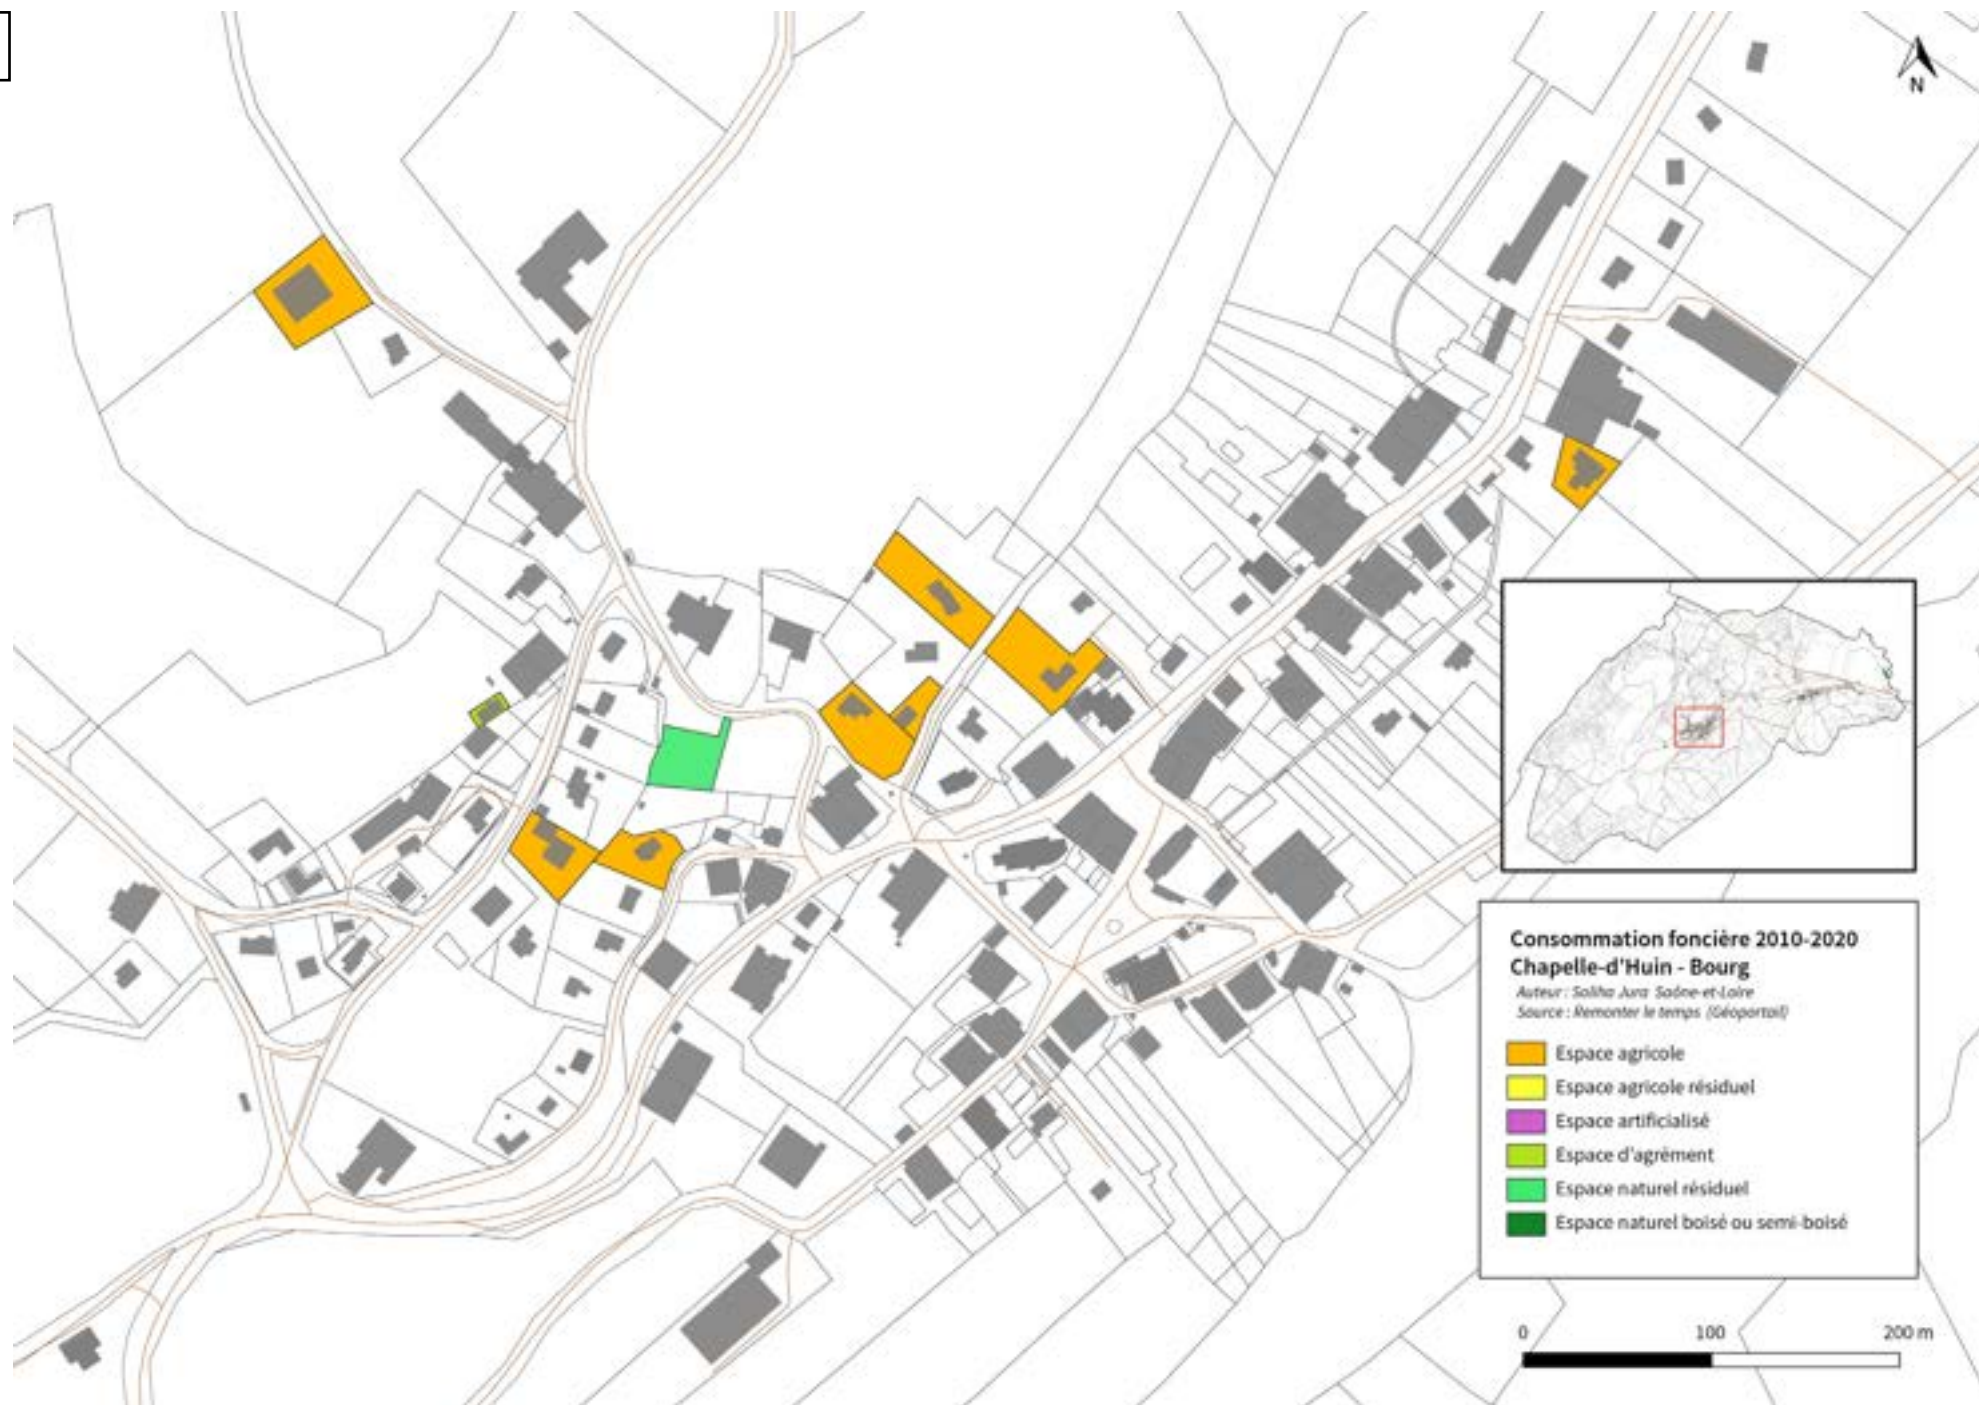 N
Consommation foncière 2010-2020
Chapelle-d'Huin - Bourg
Auteur : Soliha Jura Saône-et-Loire
Source : Remonter le temps (Géoportail)
Espace agricole
Espace agricole résiduel
Espace artificialisé
Espace d'agrément
Espace naturel résiduel
Espace naturel boisé ou semi-boisé
0 100 200 m